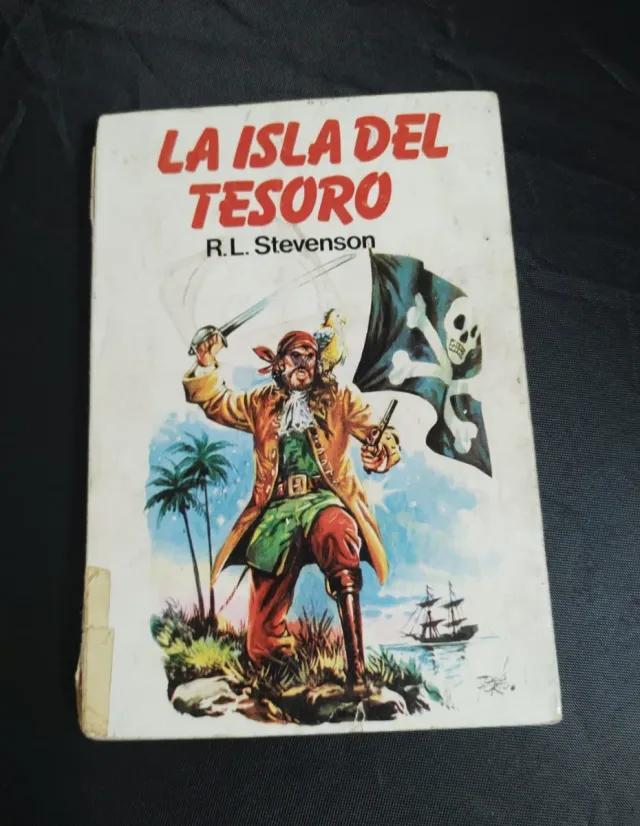 LA ISLA DEL
TESORO
R.L. Stevenson